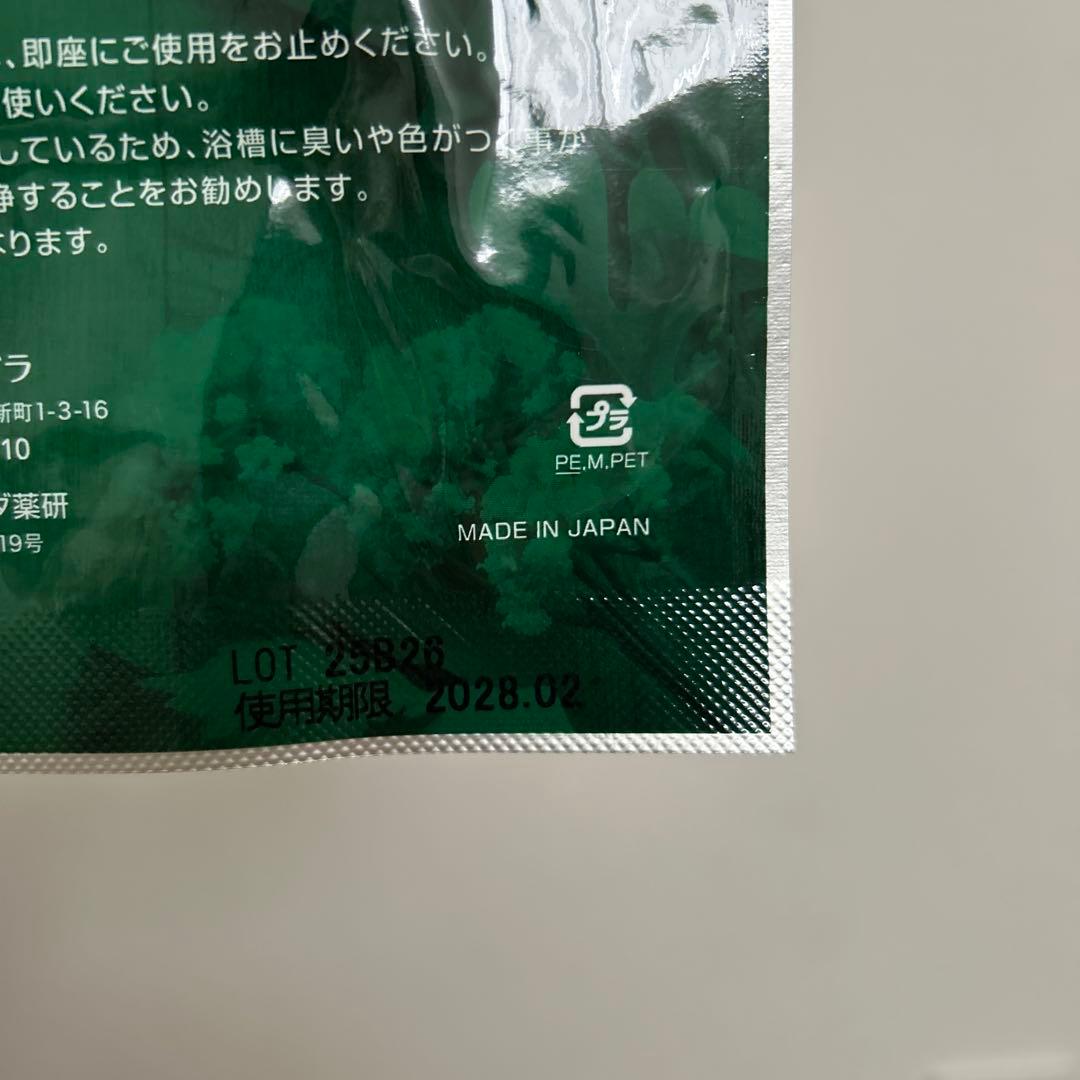 、即座にご使用をお止めください。
使いください。
しているため、浴槽に臭いや色がつく事が
浄することをお勧めします。
ります。
ラ
新町1-3-16
10
薬研
19号
プラ
PE,M,PET
MADE IN JAPAN
LOT 25B26
使用期限 2028.02